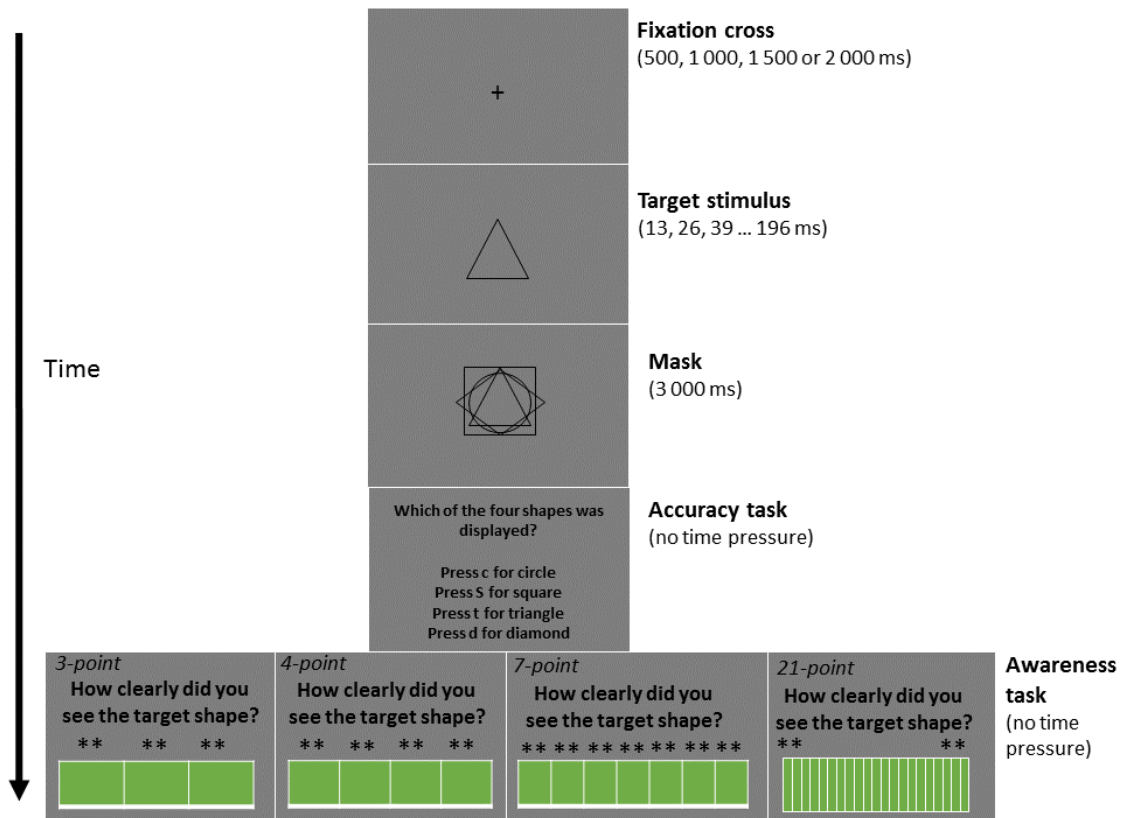 Fixation cross
(500, 1 000, 1 500 or 2 000 ms)
+
Target stimulus
(13, 26, 39 ... 196 ms)
Time
Mask
(3 000 ms)
Which of the four shapes was
displayed?
Press c for circle
Press S for square
Press t for triangle
Press d for diamond
Accuracy task
(no time pressure)
3-point
How clearly did you
see the target shape?
** ** **
4-point
How clearly did you
see the target shape?
** ** ** **
7-point
How clearly did you
see the target shape?
** ** ** ** ** ** **
21-point
How clearly did you
see the target shape?
** **
Awareness
task
(no time
pressure)